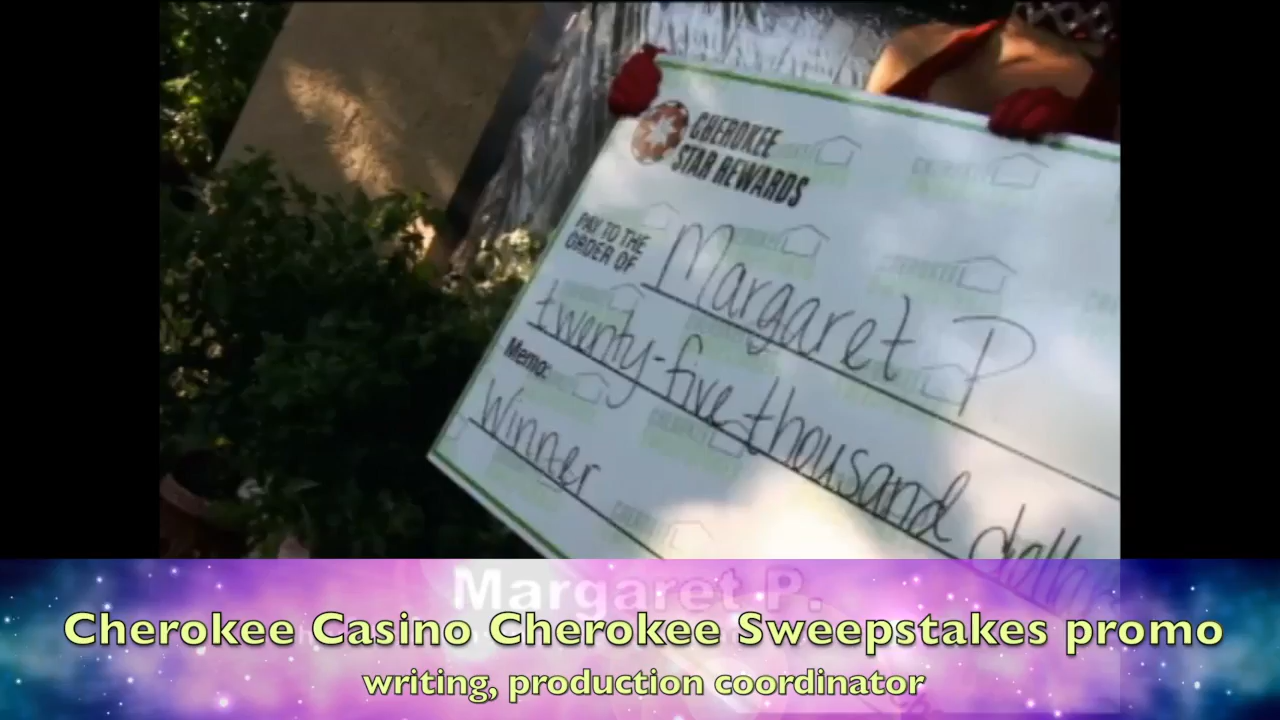 CHEROKEE
STAR REWARDS
PAY TO THE
ORDER OF
Margaret P
twenty-five thousand
Memo:
Winner
Margaret P.
Cherokee Casino Cherokee Sweepstakes promo
writing, production coordinator